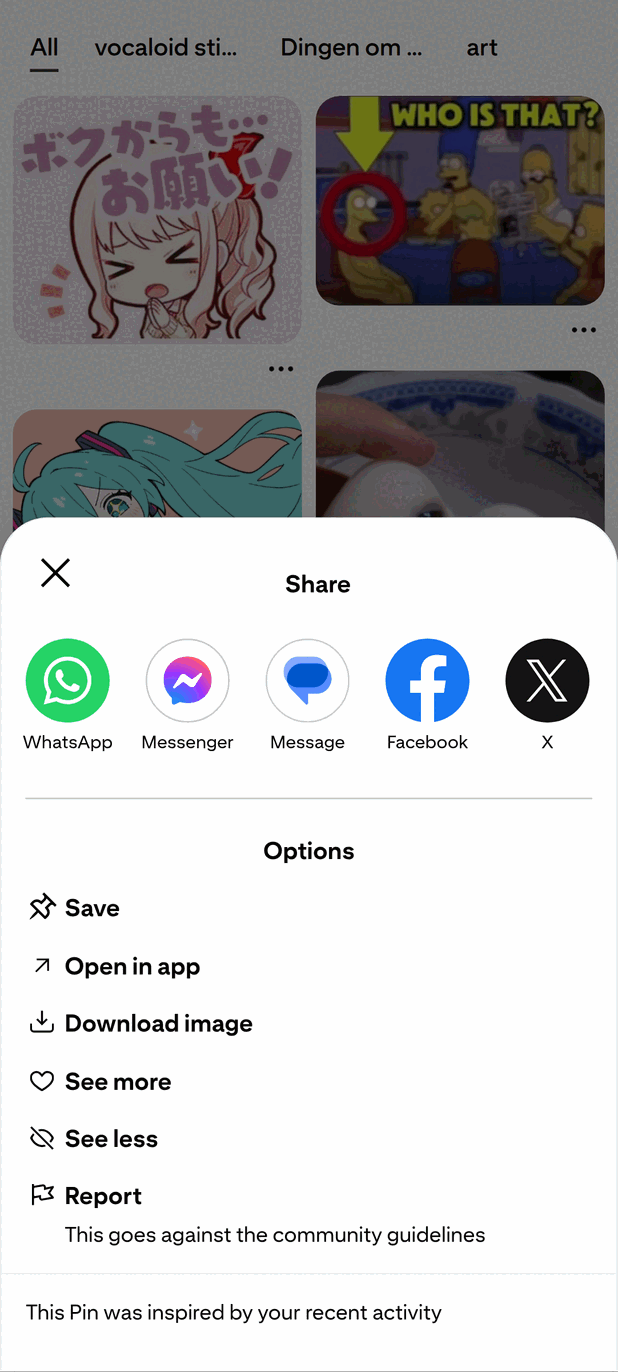 All
vocaloid sti...
Dingen om ...
art
ボクからも…
お願い!
WHO IS THAT?
Share
WhatsApp
Messenger
Message
Facebook
X
Options
Save
Open in app
Download image
See more
See less
Report
This goes against the community guidelines
This Pin was inspired by your recent activity